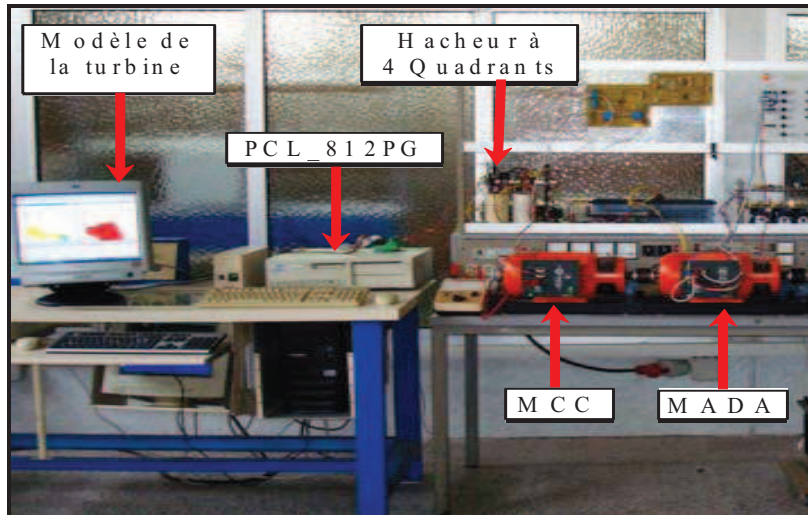 Modèle de
la turbine
Hacheur à
4 Quadrants
PCL_812PG
MCC
MADA